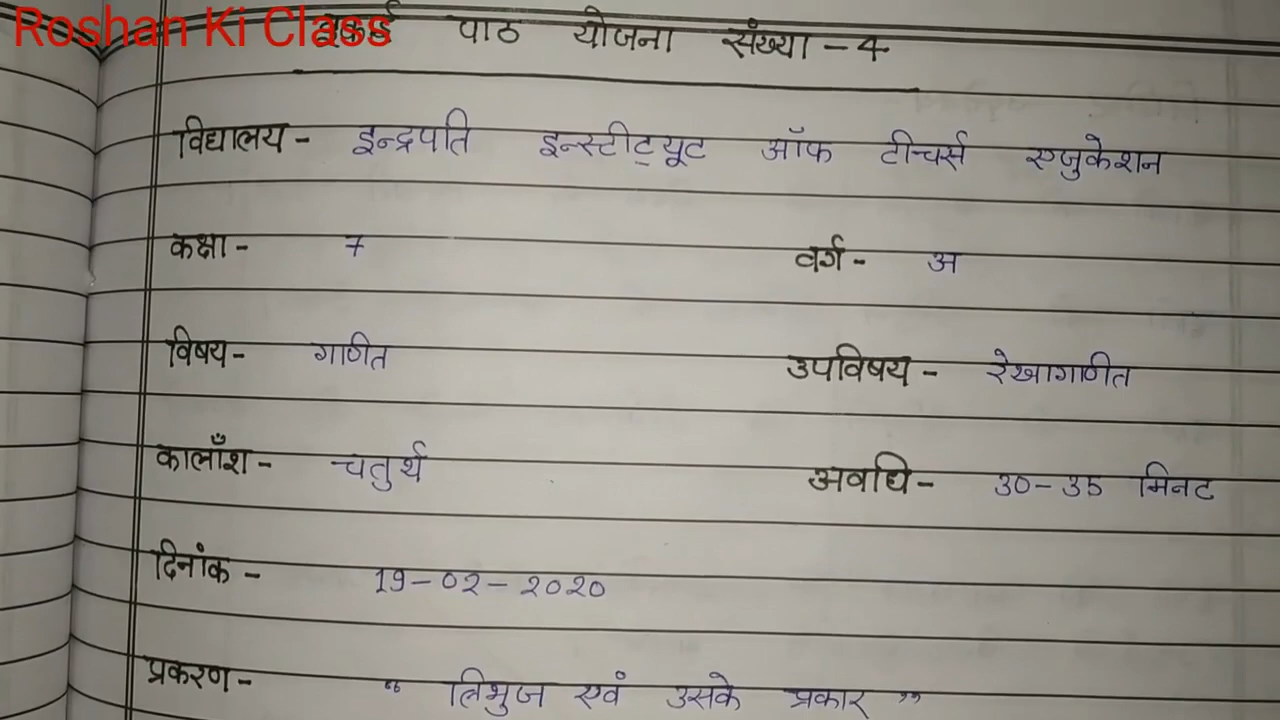 Roshan Ki Class
इकाई पाठ योजना संख्या - 4
विद्यालय - इन्द्रपति इन्स्टीट्यूट ऑफ टीचर्स एजुकेशन
कक्षा - 7 वर्ग - अ
विषय - गणित उपविषय - रेखागणित
कालाँश - चतुर्थ अवधि - 30-35 मिनट
दिनांक - 19-02-2020
प्रकरण - " त्रिभुज एवं उसके प्रकार "